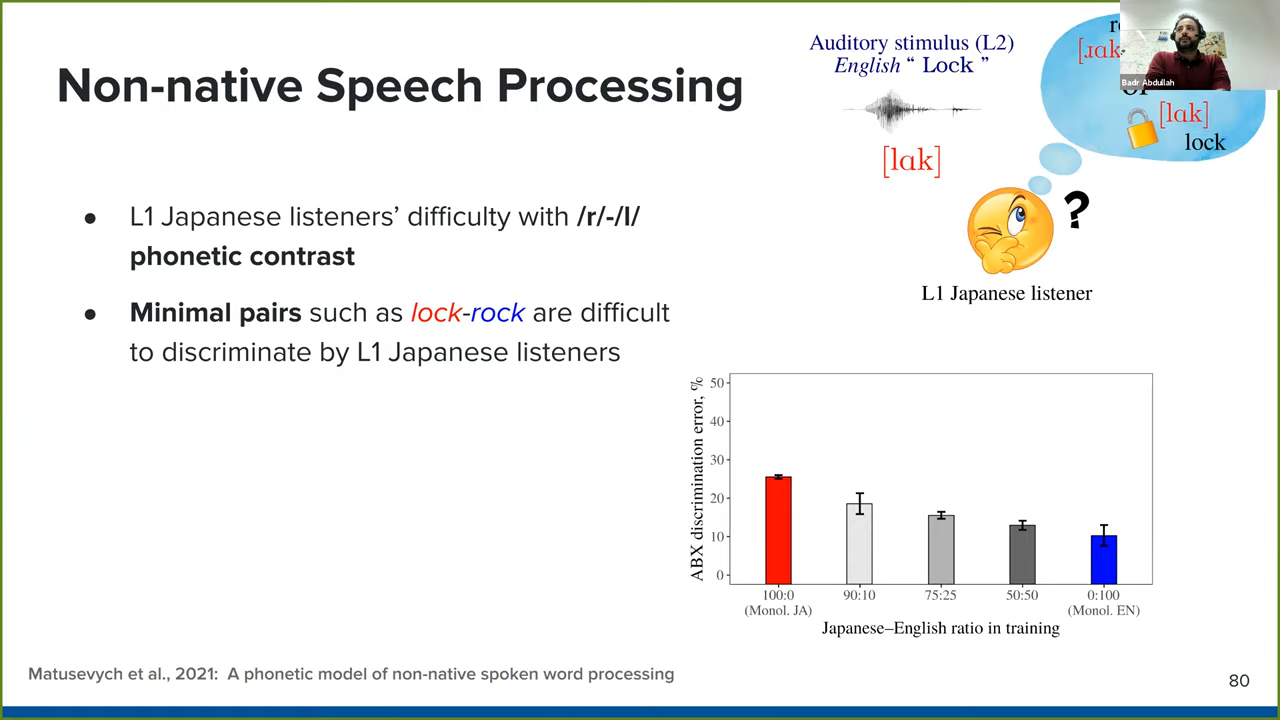 Non-native Speech Processing
Auditory stimulus (L2)
English “ Lock ”
[lɑk]
[ɹɑk
Badr Abdullah
[lɑk]
lock
?
L1 Japanese listener
● L1 Japanese listeners’ difficulty with /r/-/l/
phonetic contrast
● Minimal pairs such as lock-rock are difficult
to discriminate by L1 Japanese listeners
ABX discrimination error, %
50
40
30
20
10
0
100:0 90:10 75:25 50:50 0:100
(Monol. JA) (Monol. EN)
Japanese–English ratio in training
Matusevych et al., 2021: A phonetic model of non-native spoken word processing
80